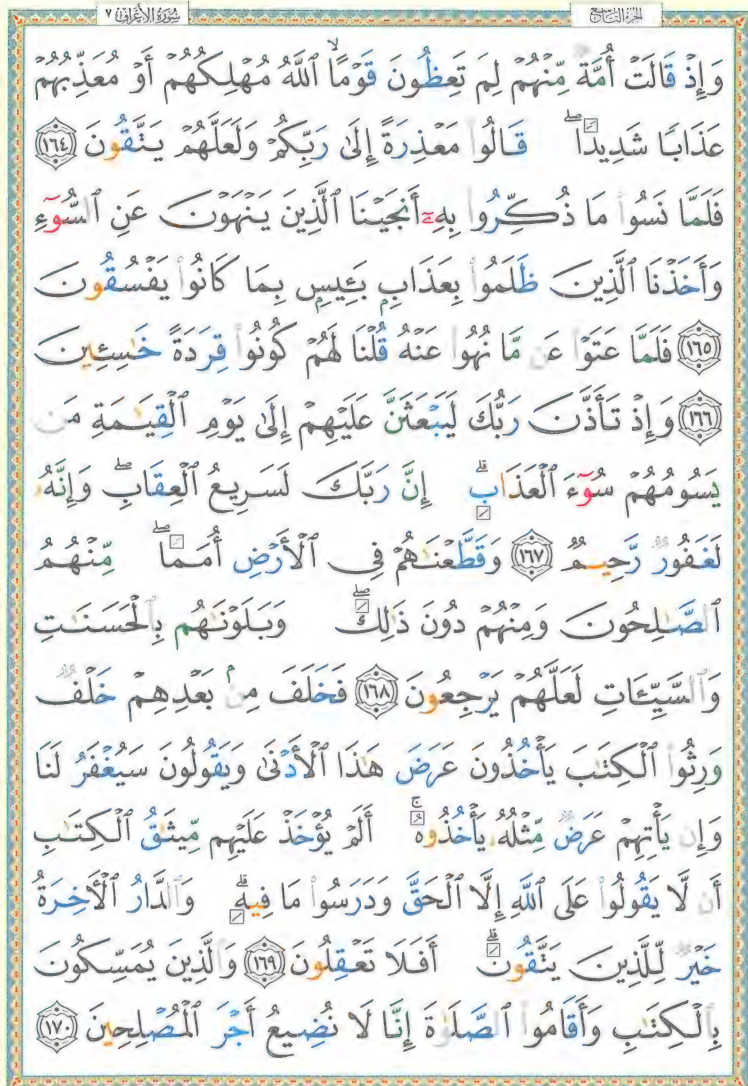 سُورَةُ الأَعْرَافِ ٧
الجزء التاسع
وَإِذْ قَالَتْ أُمَّةٌ مِّنْهُمْ لِمَ تَعِظُونَ قَوْمًا ۙ ٱللَّهُ مُهْلِكُهُمْ أَوْ مُعَذِّبُهُمْ
عَذَابًا شَدِيدًا ۖ قَالُوا۟ مَعْذِرَةً إِلَىٰ رَبِّكُمْ وَلَعَلَّهُمْ يَتَّقُونَ ١٦٤
فَلَمَّا نَسُوا۟ مَا ذُكِّرُوا۟ بِهِۦٓ أَنجَيْنَا ٱلَّذِينَ يَنْهَوْنَ عَنِ ٱلسُّوٓءِ
وَأَخَذْنَا ٱلَّذِينَ ظَلَمُوا۟ بِعَذَابٍۭ بَـِٔيسٍۭ بِمَا كَانُوا۟ يَفْسُقُونَ
١٦٥ فَلَمَّا عَتَوْا۟ عَن مَّا نُهُوا۟ عَنْهُ قُلْنَا لَهُمْ كُونُوا۟ قِرَدَةً خَـٰسِـِٔينَ
١٦٦ وَإِذْ تَأَذَّنَ رَبُّكَ لَيَبْعَثَنَّ عَلَيْهِمْ إِلَىٰ يَوْمِ ٱلْقِيَـٰمَةِ مَن
يَسُومُهُمْ سُوٓءَ ٱلْعَذَابِ ۗ إِنَّ رَبَّكَ لَسَرِيعُ ٱلْعِقَابِ ۖ وَإِنَّهُۥ
لَغَفُورٌ رَّحِيمٌ ١٦٧ وَقَطَّعْنَـٰهُمْ فِى ٱلْأَرْضِ أُمَمًا ۖ مِّنْهُمُ
ٱلصَّـٰلِحُونَ وَمِنْهُمْ دُونَ ذَٰلِكَ ۖ وَبَلَوْنَـٰهُم بِٱلْحَسَنَـٰتِ
وَٱلسَّيِّـَٔاتِ لَعَلَّهُمْ يَرْجِعُونَ ١٦٨ فَخَلَفَ مِنۢ بَعْدِهِمْ خَلْفٌ
وَرِثُوا۟ ٱلْكِتَـٰبَ يَأْخُذُونَ عَرَضَ هَـٰذَا ٱلْأَدْنَىٰ وَيَقُولُونَ سَيُغْفَرُ لَنَا
وَإِن يَأْتِهِمْ عَرَضٌ مِّثْلُهُۥ يَأْخُذُوهُ ۚ أَلَمْ يُؤْخَذْ عَلَيْهِم مِّيثَـٰقُ ٱلْكِتَـٰبِ
أَن لَّا يَقُولُوا۟ عَلَى ٱللَّهِ إِلَّا ٱلْحَقَّ وَدَرَسُوا۟ مَا فِيهِ ۗ وَٱلدَّارُ ٱلْـَٔاخِرَةُ
خَيْرٌ لِّلَّذِينَ يَتَّقُونَ ۗ أَفَلَا تَعْقِلُونَ ١٦٩ وَٱلَّذِينَ يُمَسِّكُونَ
بِٱلْكِتَـٰبِ وَأَقَامُوا۟ ٱلصَّلَوٰةَ إِنَّا لَا نُضِيعُ أَجْرَ ٱلْمُصْلِحِينَ ١٧٠